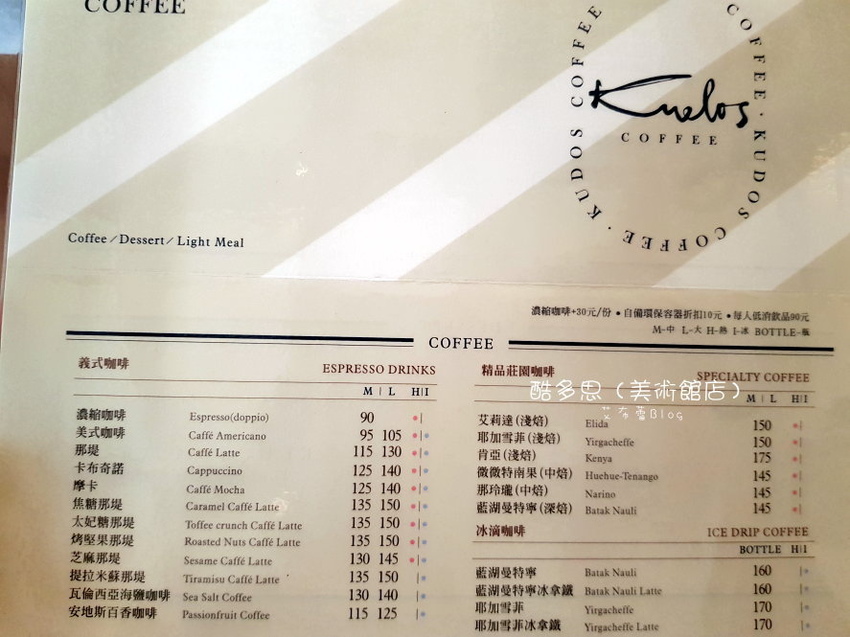 COFFEE
KUDOS COFFEE · KUDOS COFFEE · KUDOS COFFEE
Kudos
COFFEE
Coffee／Dessert／Light Meal
濃縮咖啡+30元/份 ●自備環保容器折扣10元 ●每人低消飲品90元
M-中 L-大 H-熱 I-冰 BOTTLE-瓶
COFFEE
義式咖啡 ESPRESSO DRINKS
M | L H|I
濃縮咖啡 Espresso(doppio) 90
美式咖啡 Caffé Americano 95 105
那堤 Caffé Latte 115 130
卡布奇諾 Cappuccino 125 140
摩卡 Caffé Mocha 125 140
焦糖那堤 Caramel Caffé Latte 135 150
太妃糖那堤 Toffee crunch Caffé Latte 135 150
烤堅果那堤 Roasted Nuts Caffé Latte 135 150
芝麻那堤 Sesame Caffé Latte 130 145
提拉米蘇那堤 Tiramisu Caffé Latte 135 150
瓦倫西亞海鹽咖啡 Sea Salt Coffee 130 140
安地斯百香咖啡 Passionfruit Coffee 115 125
精品莊園咖啡 SPECIALTY COFFEE
酷多思（美術館店）
M | L H|I
Blog
艾莉達(淺焙) Elida 150
耶加雪菲(淺焙) Yirgacheffe 150
肯亞(淺焙) Kenya 175
薇薇特南果(中焙) Huehue-Tenango 145
那玲瓏(中焙) Narino 145
藍湖曼特寧(深焙) Batak Nauli 145
冰滴咖啡 ICE DRIP COFFEE
BOTTLE H|I
藍湖曼特寧 Batak Nauli 160
藍湖曼特寧冰拿鐵 Batak Nauli Latte 160
耶加雪菲 Yirgacheffe 170
耶加雪菲冰拿鐵 Yirgacheffe Latte 170